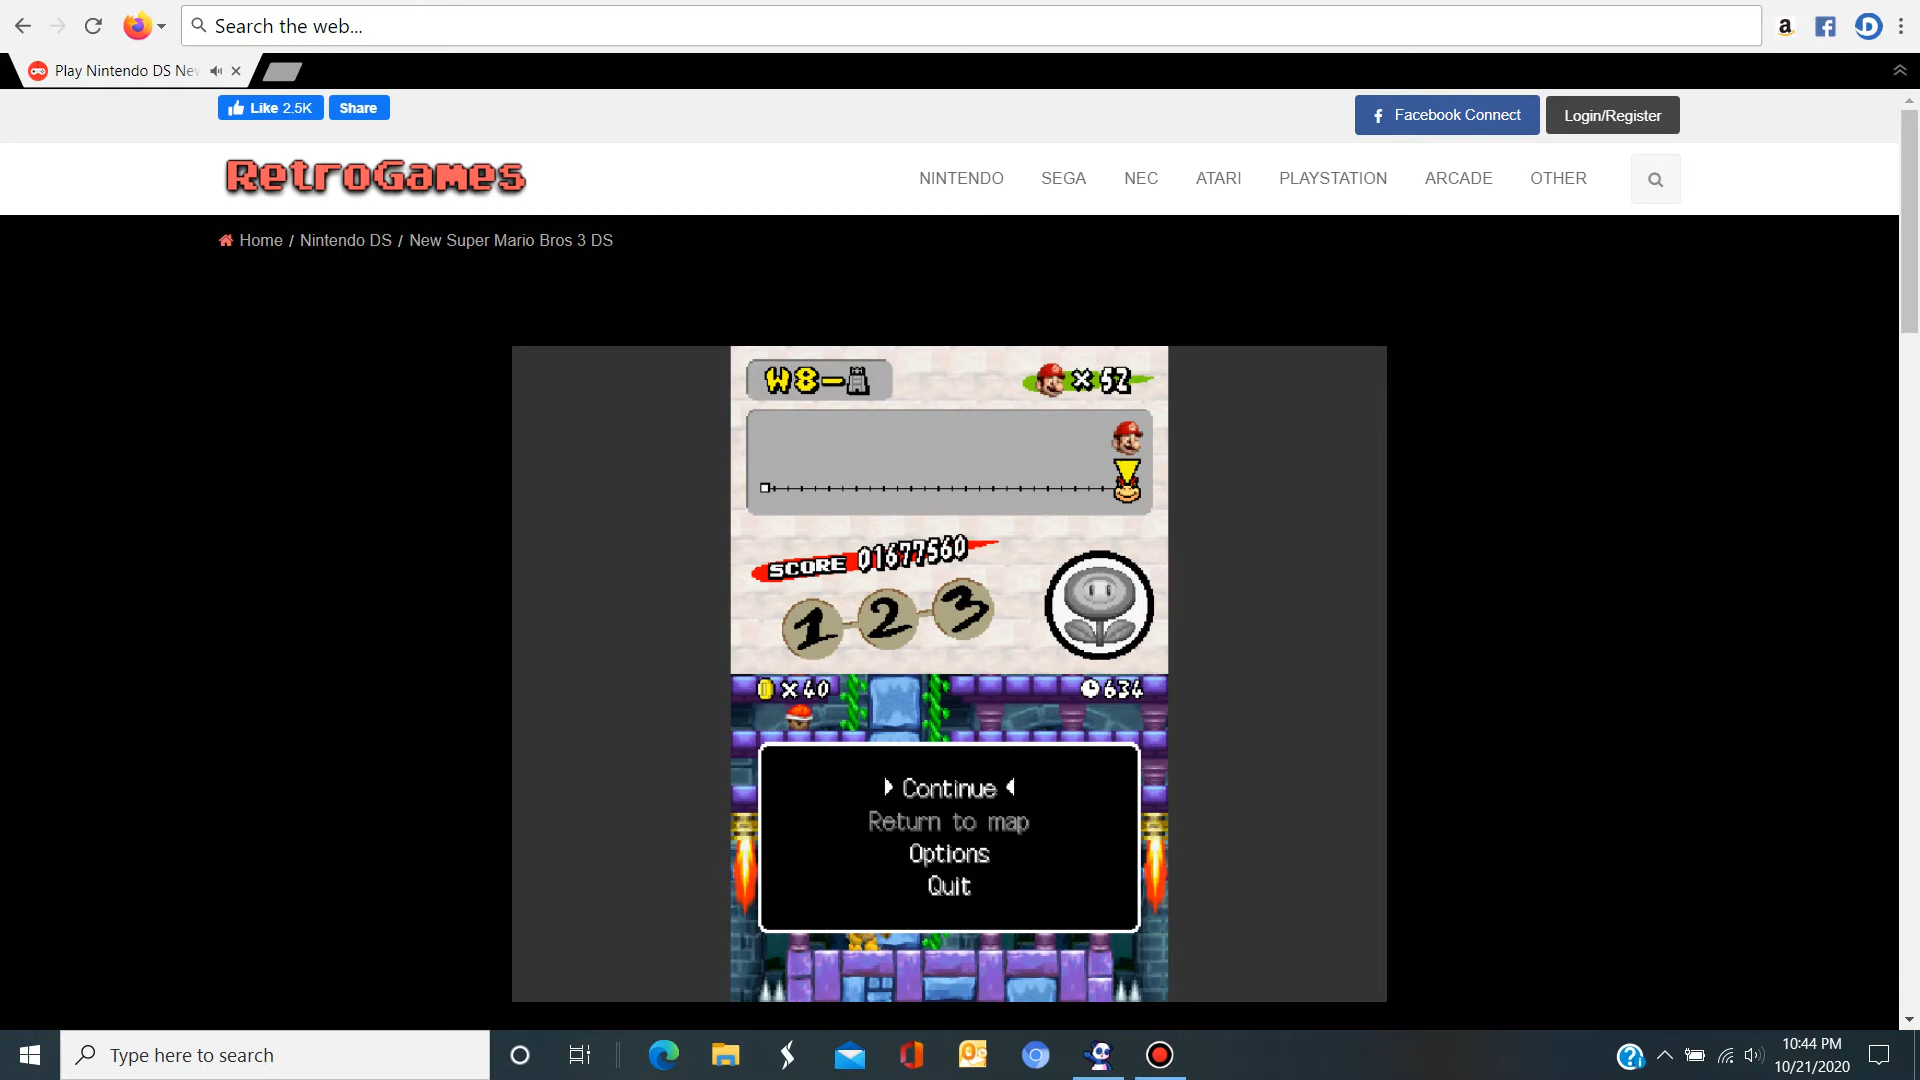 Search the web...
Play Nintendo DS Ne
Like 2.5K
Share
Facebook Connect
Login/Register
RetroGames
NINTENDO
SEGA
NEC
ATARI
PLAYSTATION
ARCADE
OTHER
Home / Nintendo DS / New Super Mario Bros 3 DS
W8-
× 52
SCORE 01677560
1 2 3
× 40
634
Continue
Return to map
Options
Quit
Type here to search
10:44 PM
10/21/2020